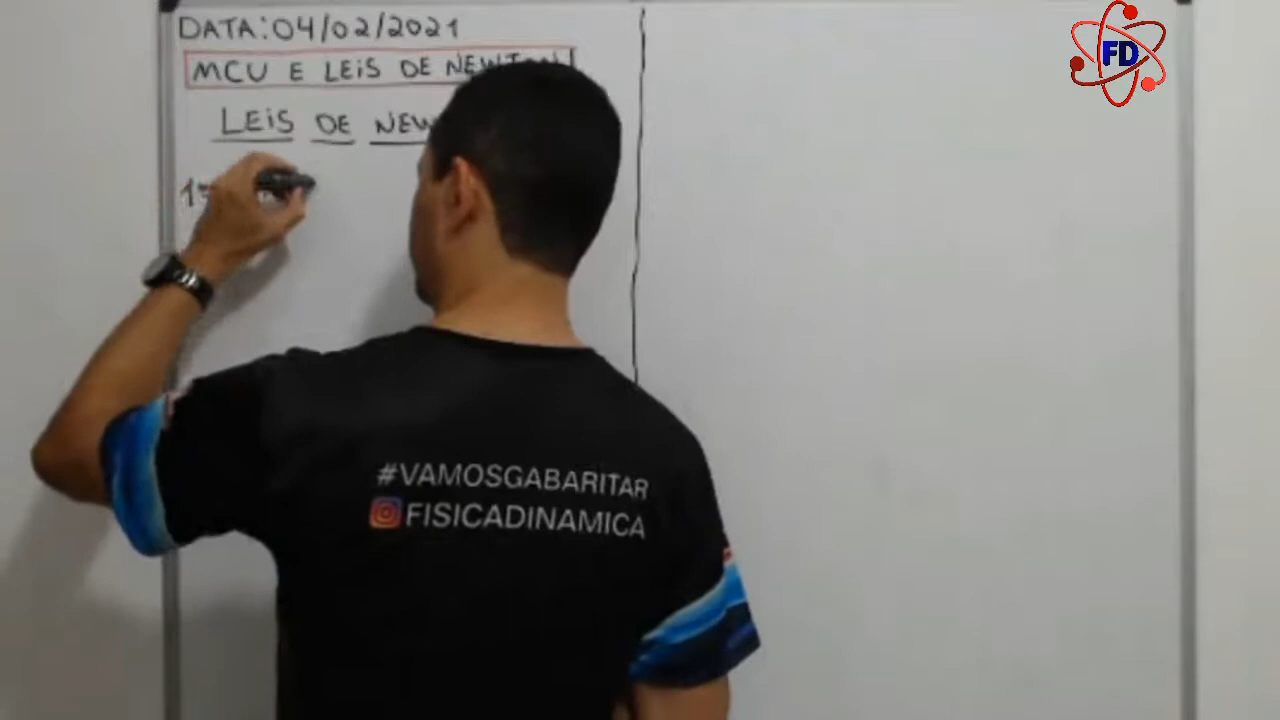 DATA: 04/02/2021
MCU E LEIS DE NEWTON
LEIS DE
#VAMOSGABARITAR
FISICADINAMICA
FD